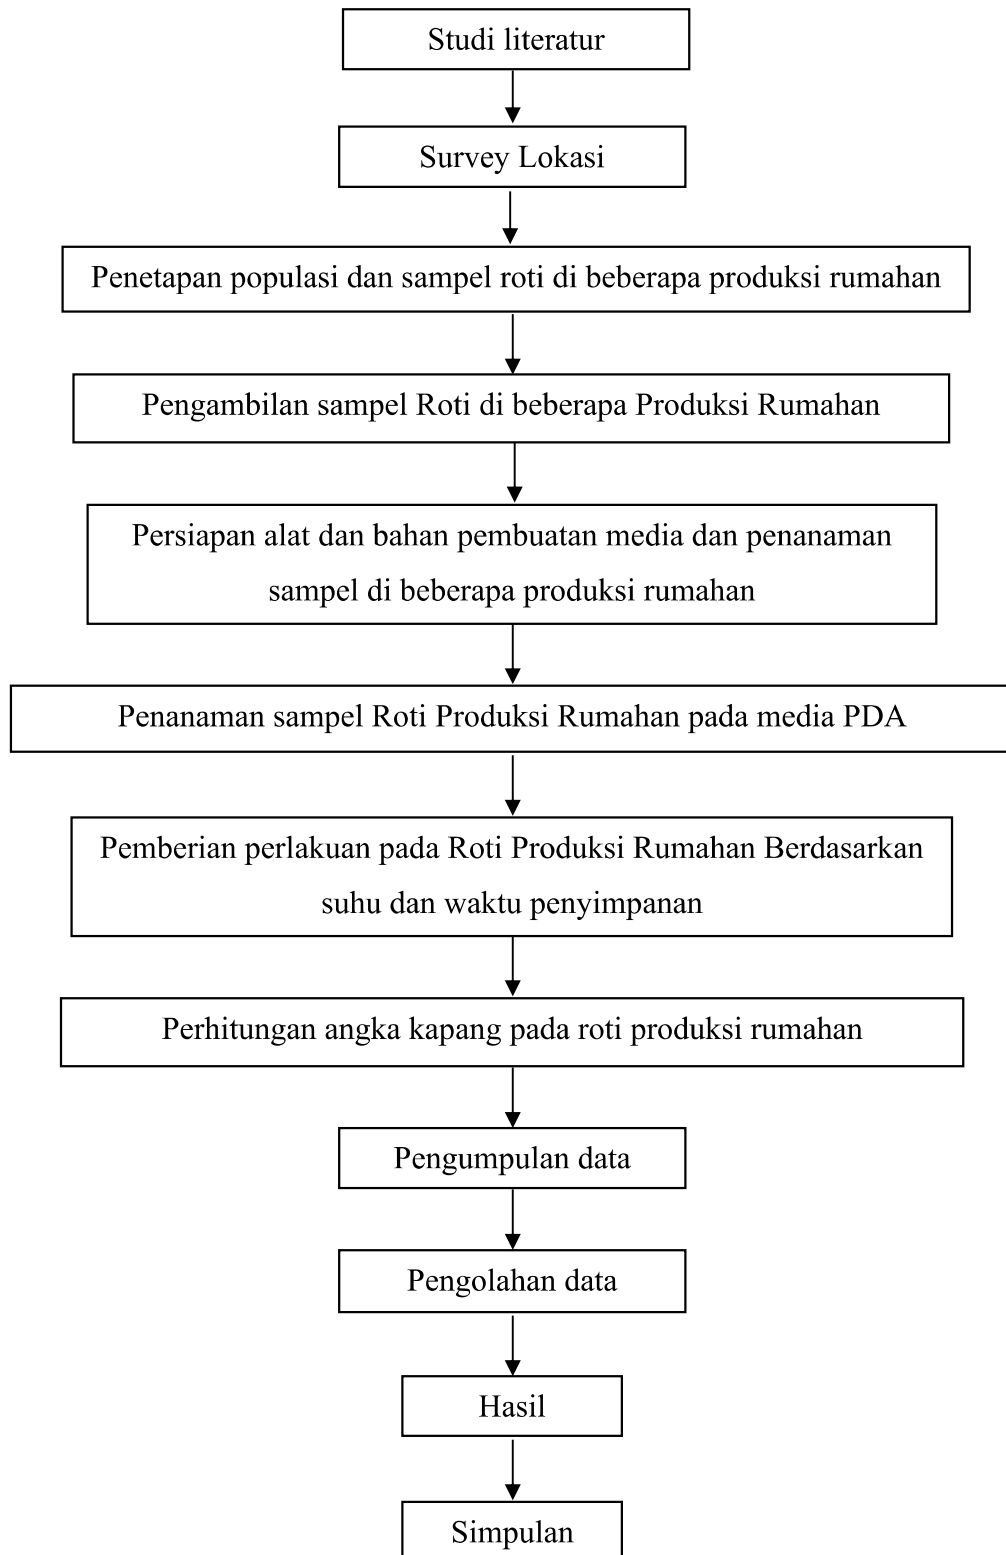 Studi literatur
Survey Lokasi
Penetapan populasi dan sampel roti di beberapa produksi rumahan
Pengambilan sampel Roti di beberapa Produksi Rumahan
Persiapan alat dan bahan pembuatan media dan penanaman
sampel di beberapa produksi rumahan
Penanaman sampel Roti Produksi Rumahan pada media PDA
Pemberian perlakuan pada Roti Produksi Rumahan Berdasarkan
suhu dan waktu penyimpanan
Perhitungan angka kapang pada roti produksi rumahan
Pengumpulan data
Pengolahan data
Hasil
Simpulan